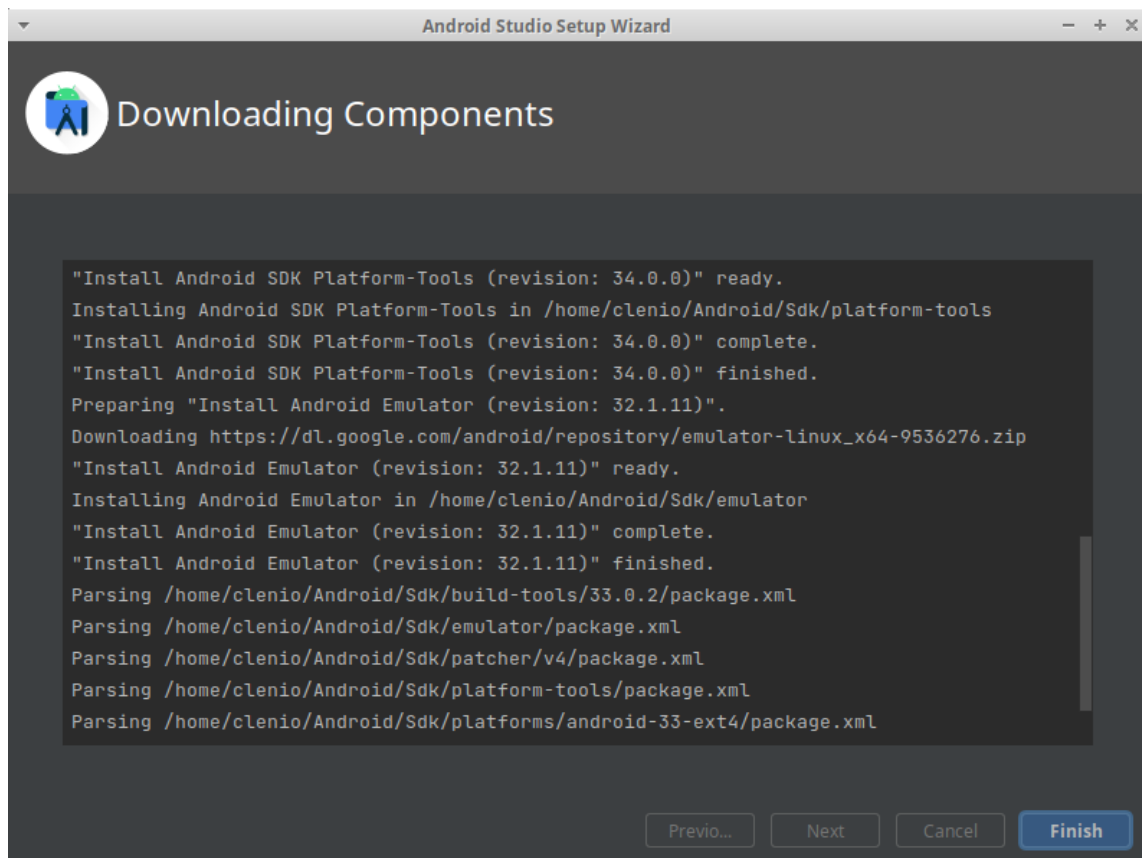 Android Studio Setup Wizard
Downloading Components
"Install Android SDK Platform-Tools (revision: 34.0.0)" ready.
Installing Android SDK Platform-Tools in /home/clenio/Android/Sdk/platform-tools
"Install Android SDK Platform-Tools (revision: 34.0.0)" complete.
"Install Android SDK Platform-Tools (revision: 34.0.0)" finished.
Preparing "Install Android Emulator (revision: 32.1.11)".
Downloading https://dl.google.com/android/repository/emulator-linux_x64-9536276.zip
"Install Android Emulator (revision: 32.1.11)" ready.
Installing Android Emulator in /home/clenio/Android/Sdk/emulator
"Install Android Emulator (revision: 32.1.11)" complete.
"Install Android Emulator (revision: 32.1.11)" finished.
Parsing /home/clenio/Android/Sdk/build-tools/33.0.2/package.xml
Parsing /home/clenio/Android/Sdk/emulator/package.xml
Parsing /home/clenio/Android/Sdk/patcher/v4/package.xml
Parsing /home/clenio/Android/Sdk/platform-tools/package.xml
Parsing /home/clenio/Android/Sdk/platforms/android-33-ext4/package.xml
Previo... Next Cancel Finish